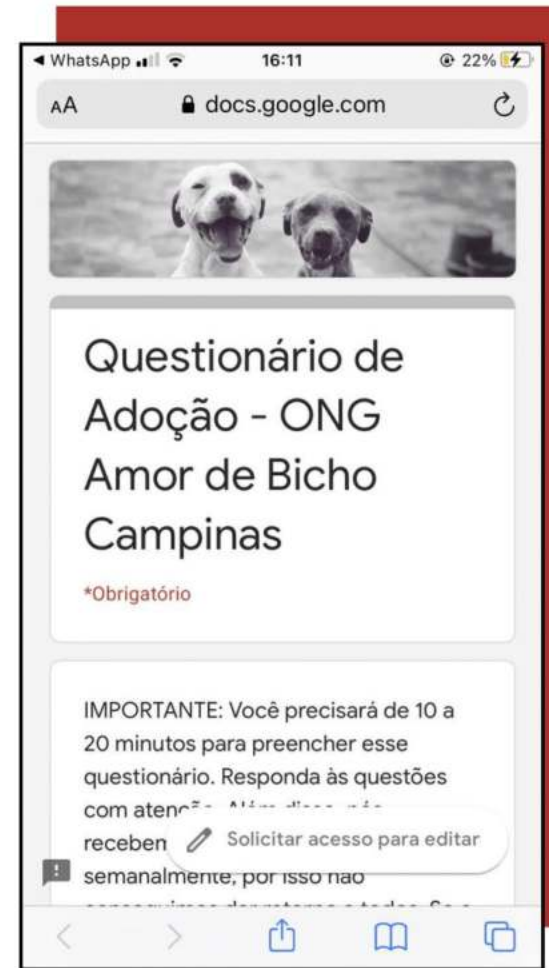 WhatsApp 16:11 22%
AA docs.google.com
Questionário de
Adoção - ONG
Amor de Bicho
Campinas
*Obrigatório
IMPORTANTE: Você precisará de 10 a
20 minutos para preencher esse
questionário. Responda às questões
com
receben
Solicitar acesso para editar
semanalmente, por isso não